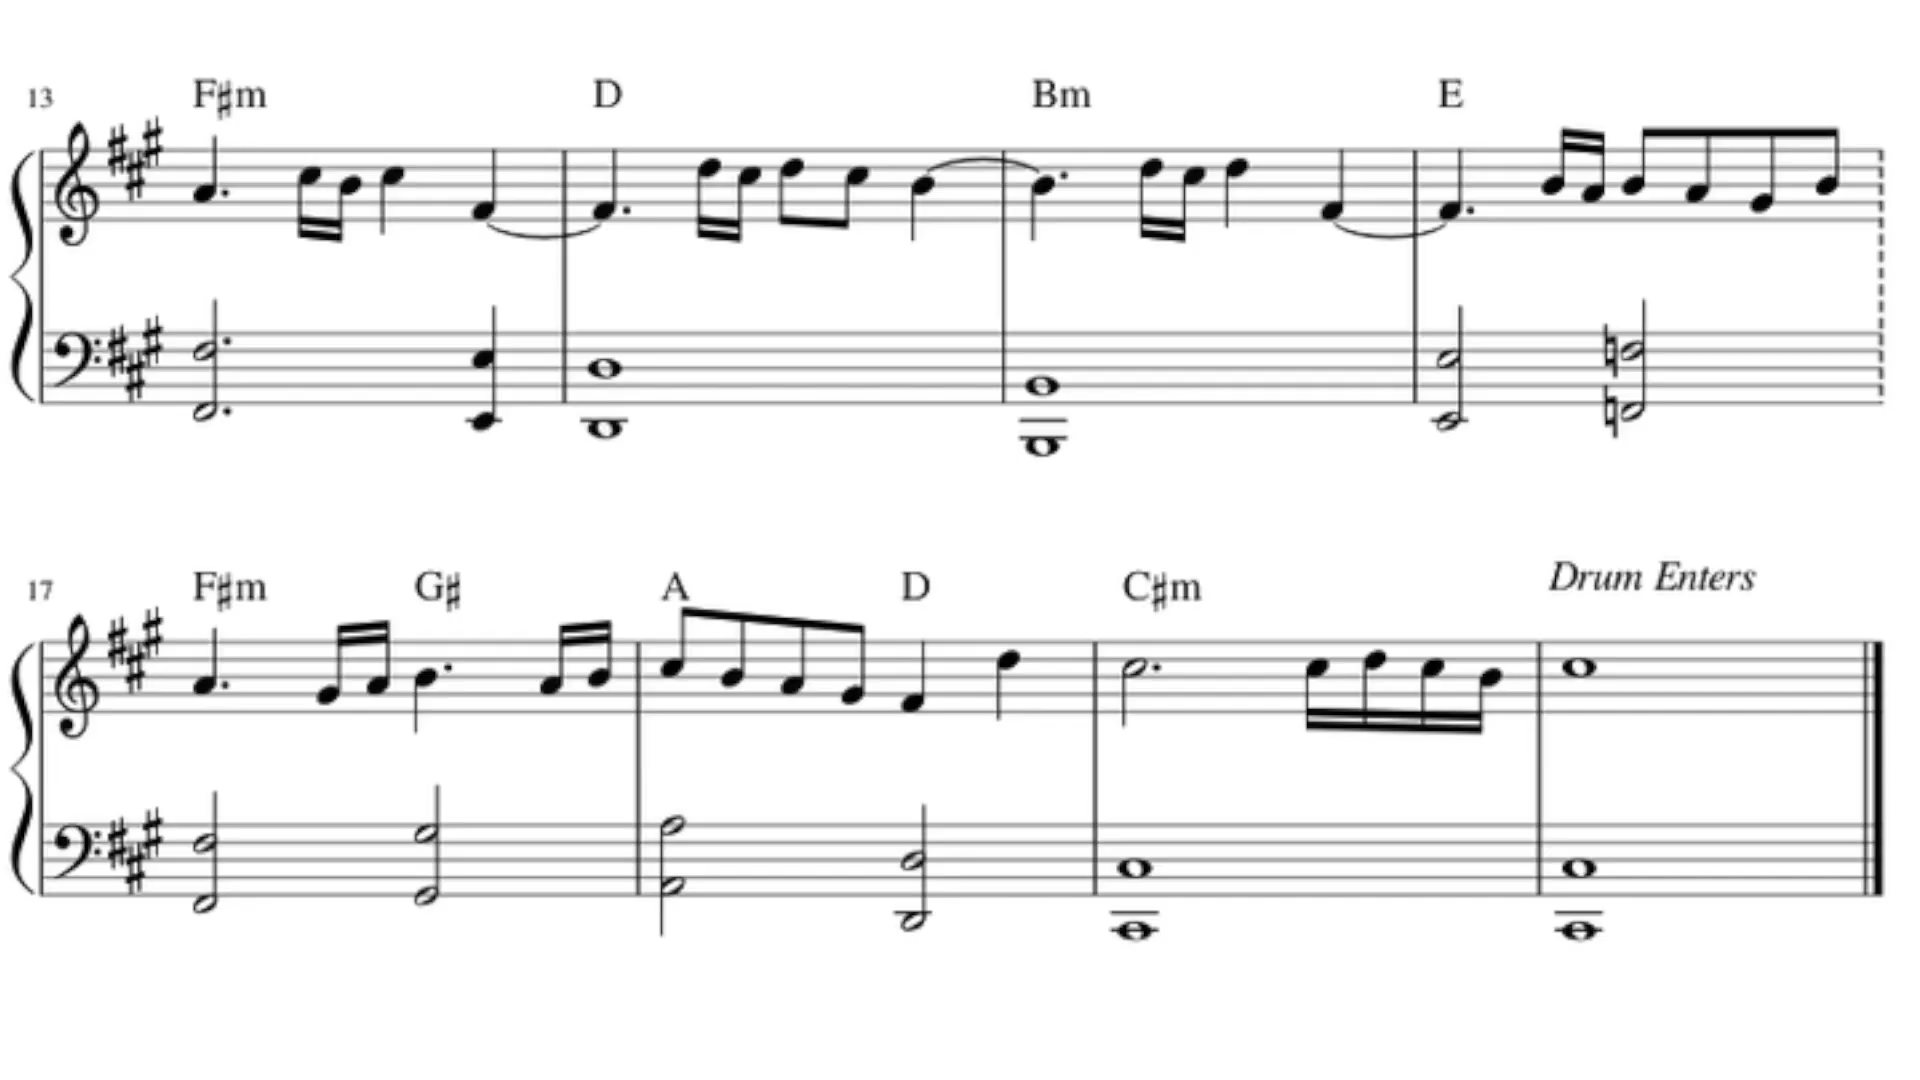 13 F♯m D Bm E
Drum Enters
17 F♯m G♯ A D C♯m